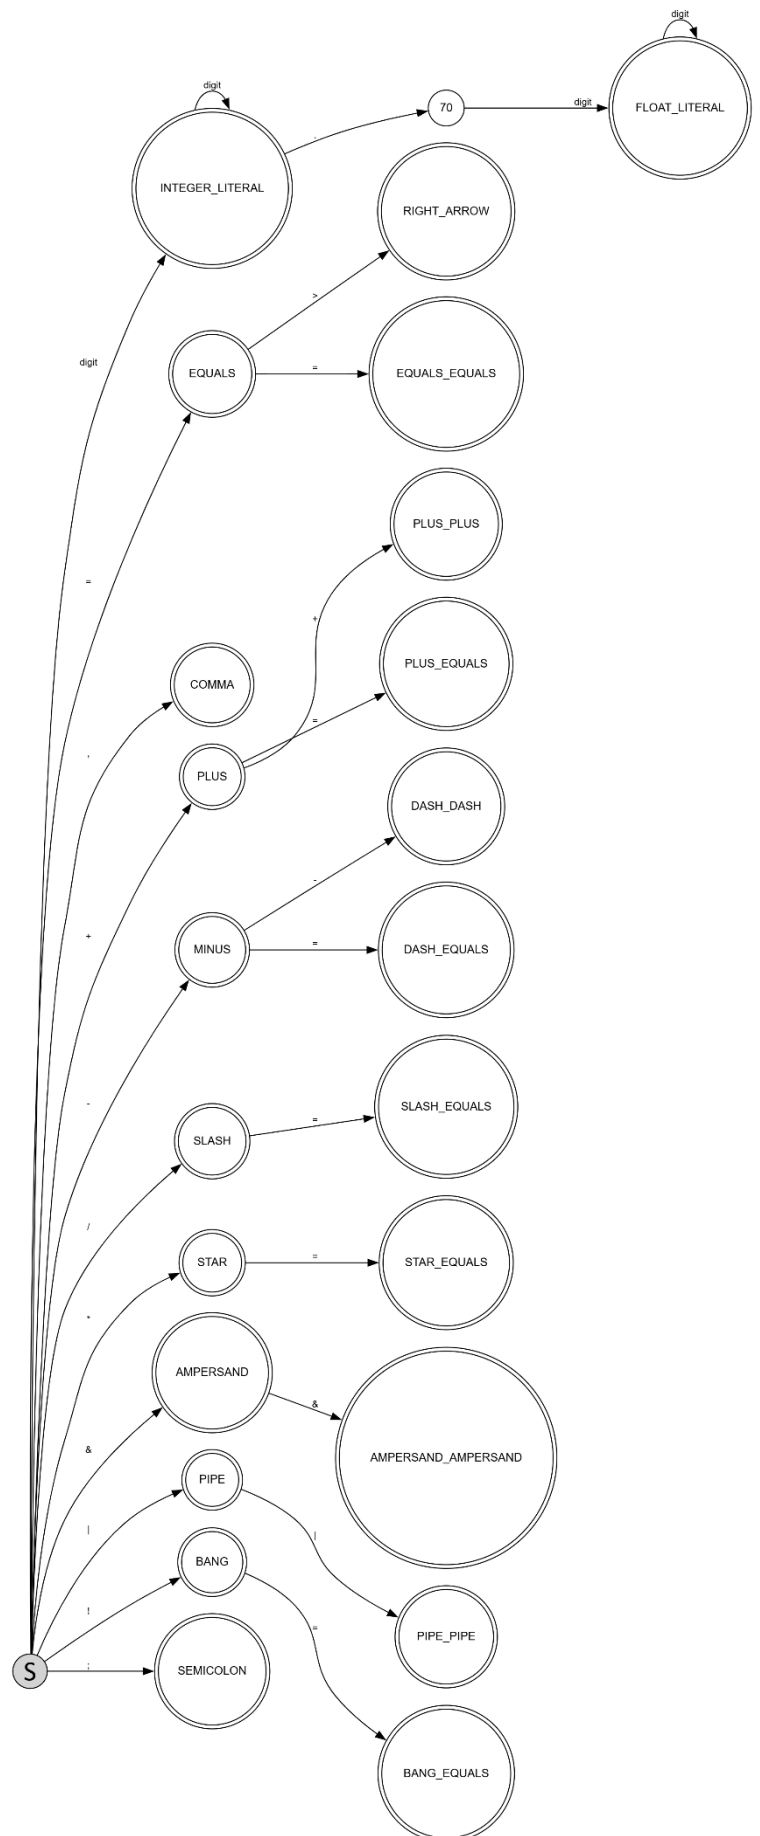 digit
digit
70
digit
FLOAT_LITERAL
.
INTEGER_LITERAL
RIGHT_ARROW
>
digit
EQUALS
=
EQUALS_EQUALS
PLUS_PLUS
=
+
PLUS_EQUALS
COMMA
=
,
PLUS
DASH_DASH
-
+
MINUS
=
DASH_EQUALS
-
SLASH_EQUALS
=
SLASH
/
STAR
=
STAR_EQUALS
*
AMPERSAND
&
&
AMPERSAND_AMPERSAND
PIPE
|
|
BANG
!
=
PIPE_PIPE
;
S
SEMICOLON
BANG_EQUALS